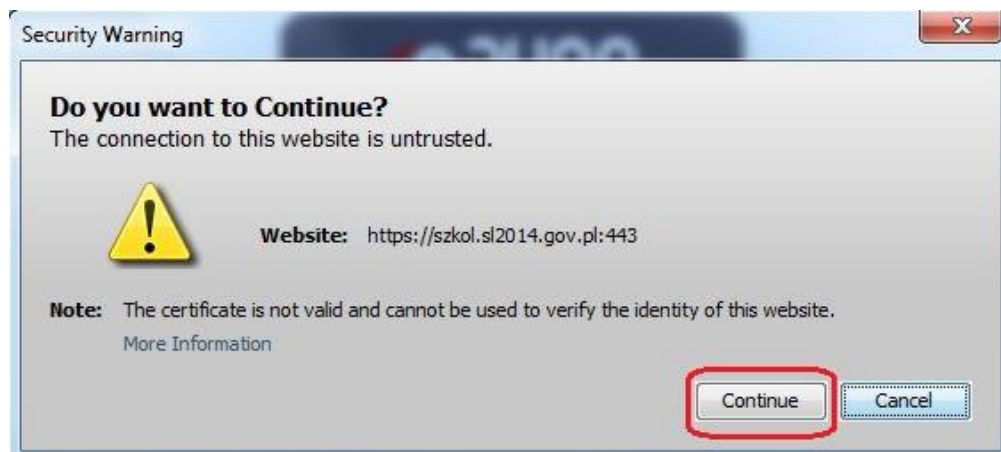 Security Warning
Do you want to Continue?
The connection to this website is untrusted.
Website: https://szkol.sl2014.gov.pl:443
Note: The certificate is not valid and cannot be used to verify the identity of this website.
More Information
Continue Cancel